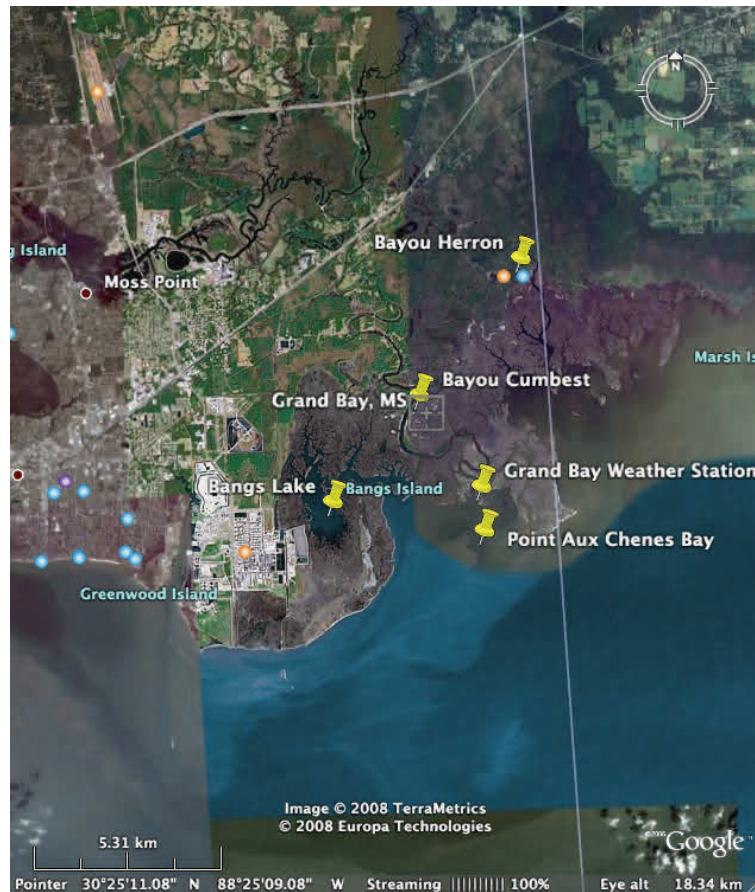 N
Bayou Herron
g Island
Moss Point
Marsh Is
Bayou Cumbest
Grand Bay, MS
Grand Bay Weather Station
Bangs Lake
Bangs Island
Point Aux Chenes Bay
Greenwood Island
Image © 2008 TerraMetrics
© 2008 Europa Technologies
5.31 km
Google
Pointer 30°25'11.08" N 88°25'09.08" W Streaming 100% Eye alt 18.34 km